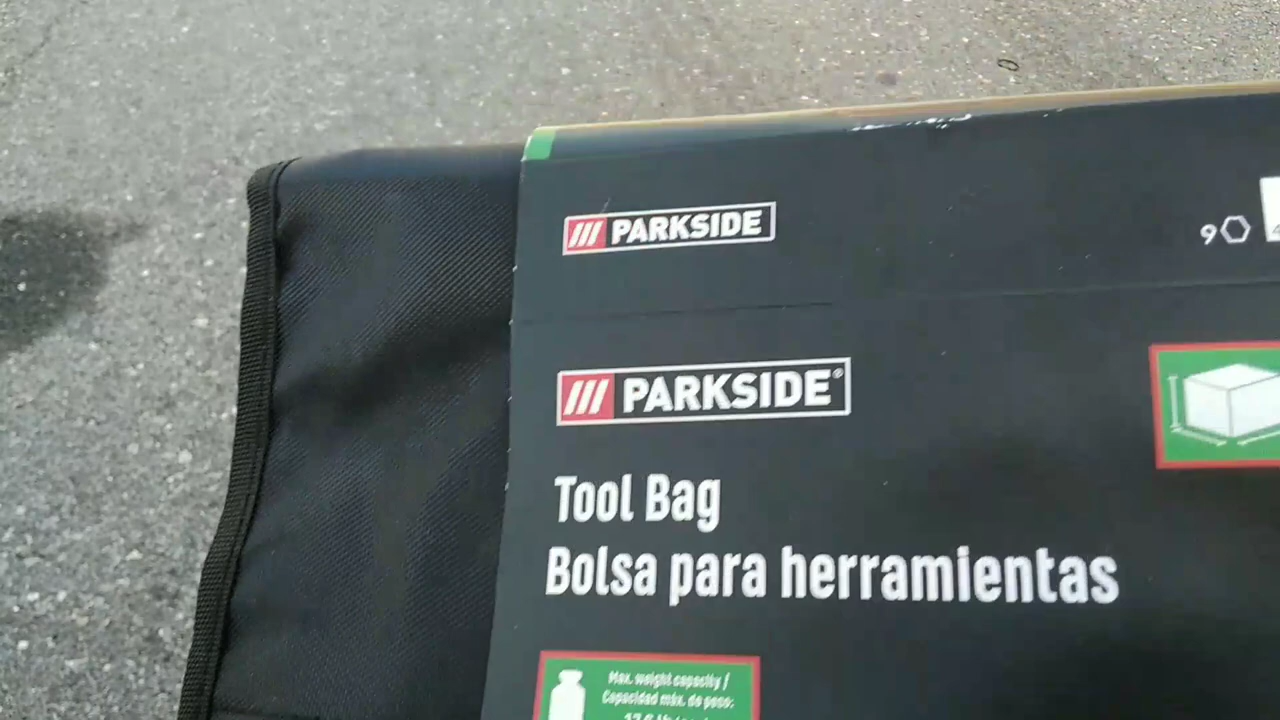 PARKSIDE
9
PARKSIDE®
Tool Bag
Bolsa para herramientas
Max. weight capacity /
Capacidad máx. de peso: